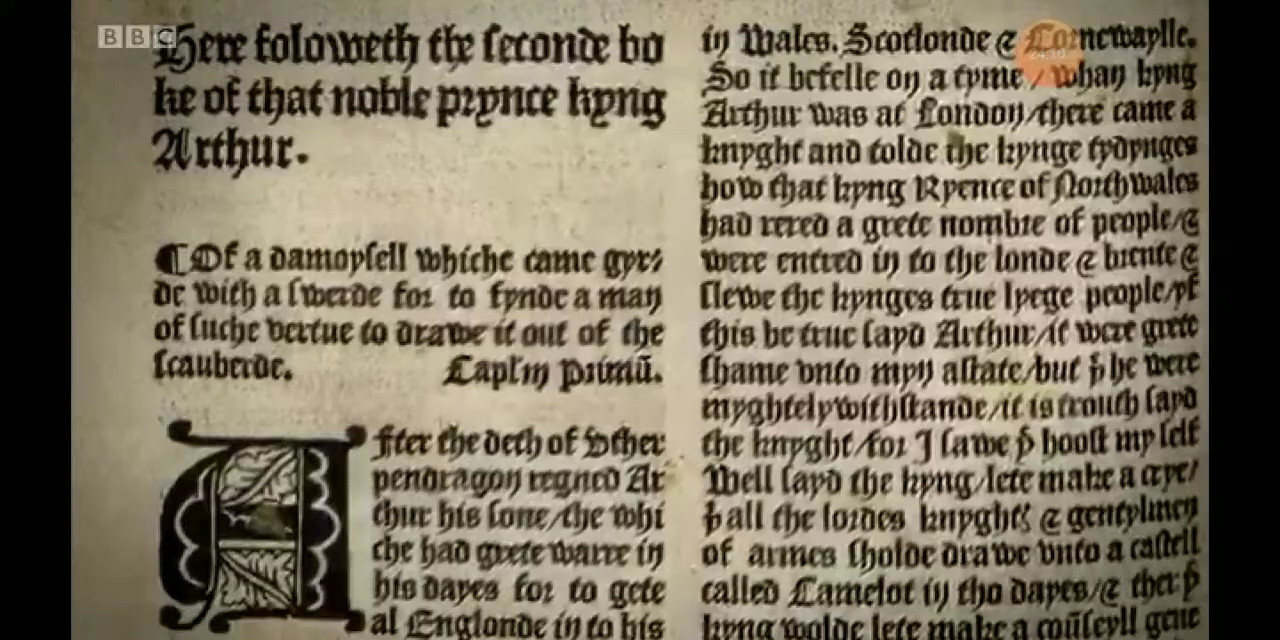 BBC
Here foloweth the seconde bo
ke of that noble prynce kyng
Arthur.
¶Of a damoysell whiche came gyr⸗
de with a swerde for to fynde a man
of suche vertue to drawe it out of the
scauberde. Caplm primū.
After the deth of Vther
pendragon regned Ar
thur his sone/the whi
che had grete warre in
his dayes for to gete
al Englonde in to his
in Wales. Scotlonde & Cornewaylle.
So it befelle on a tyme / whan kyng
Arthur was at London/there came a
knyght and tolde the kynge tydynges
how that kyng Ryence of Northwales
had rered a grete nombre of people/&
were entred in to the londe & brente &
slewe the kynges true lyege people/yf
this be true sayd Arthur/it were grete
shame vnto myn astate/but þͭ he were
myghtely withstande/it is trouth sayd
the knyght/for I sawe þͤ hoost my self
Well sayd the kyng/lete make a crye/
þͭ all the lordes knyghtꝭ & gentylmen
of armes sholde drawe vnto a castell
called Camelot in tho dayes/& ther þͤ
kyng wolde lete make a coūseyll gene